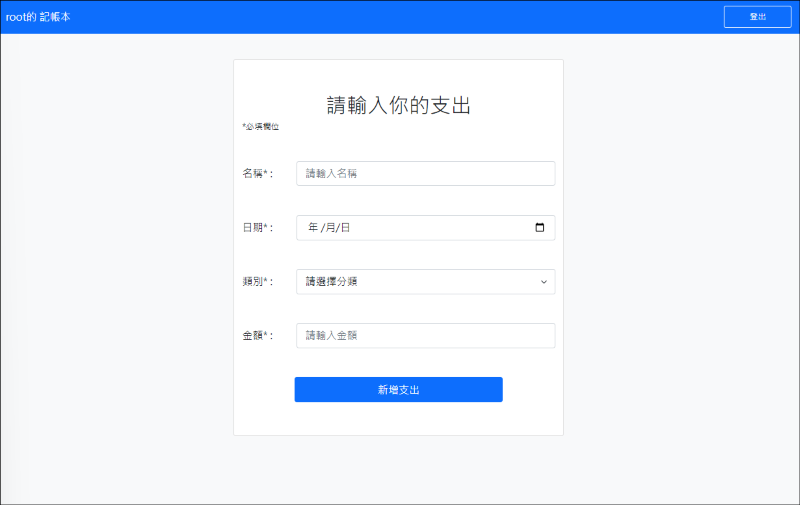 root的 記帳本
登出
請輸入你的支出
*必填欄位
名稱* :
請輸入名稱
日期* :
年 /月/日
類別* :
請選擇分類
金額* :
請輸入金額
新增支出